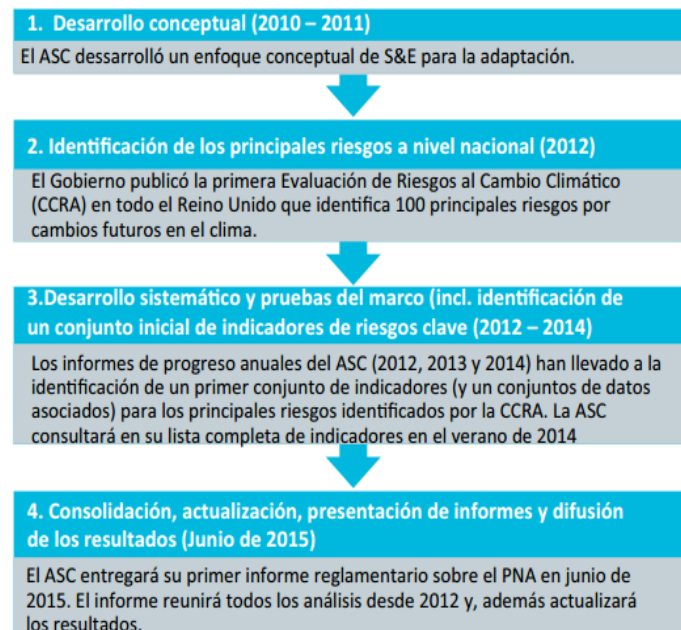 1. Desarrollo conceptual (2010 – 2011)
El ASC dessarrolló un enfoque conceptual de S&E para la adaptación.
2. Identificación de los principales riesgos a nivel nacional (2012)
El Gobierno publicó la primera Evaluación de Riesgos al Cambio Climático
(CCRA) en todo el Reino Unido que identifica 100 principales riesgos por
cambios futuros en el clima.
3.Desarrollo sistemático y pruebas del marco (incl. identificación de
un conjunto inicial de indicadores de riesgos clave (2012 – 2014)
Los informes de progreso anuales del ASC (2012, 2013 y 2014) han llevado a la
identificación de un primer conjunto de indicadores (y un conjuntos de datos
asociados) para los principales riesgos identificados por la CCRA. La ASC
consultará en su lista completa de indicadores en el verano de 2014
4. Consolidación, actualización, presentación de informes y difusión
de los resultados (Junio de 2015)
El ASC entregará su primer informe reglamentario sobre el PNA en junio de
2015. El informe reunirá todos los análisis desde 2012 y, además actualizará
los resultados.